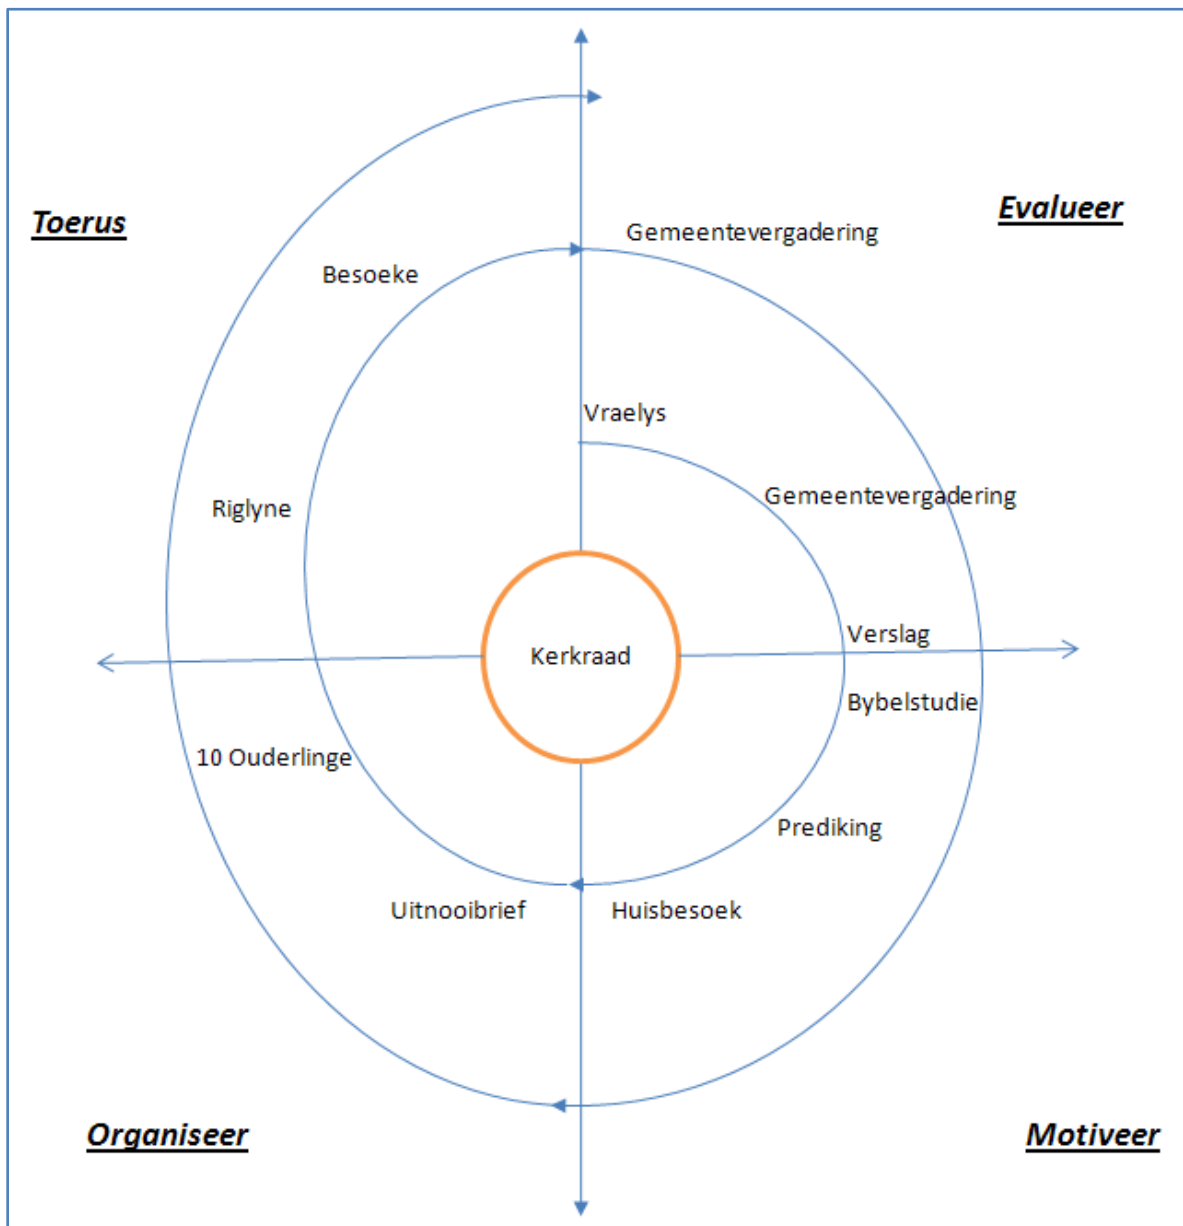 Toerus
Evalueer
Gemeentevergadering
Besoeke
Vraelys
Gemeentevergadering
Riglyne
Verslag
Kerkraad
Bybelstudie
10 Ouderlinge
Prediking
Uitnooibrief
Huisbesoek
Organiseer
Motiveer